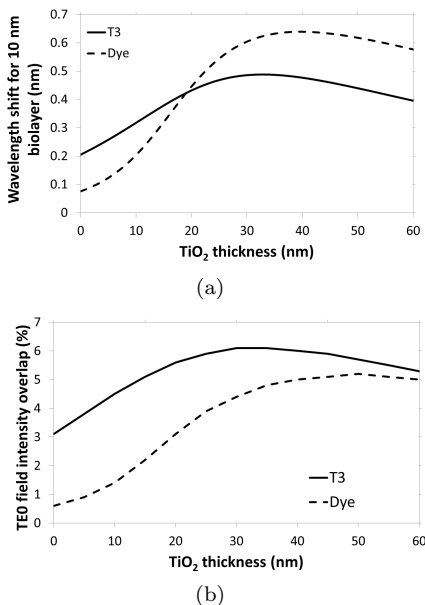 Wavelength shift for 10 nm
biolayer (nm)
0.7
0.6
0.5
0.4
0.3
0.2
0.1
0
T3
Dye
0 10 20 30 40 50 60
TiO₂ thickness (nm)
(a)
TE0 field intensity overlap (%)
7
6
5
4
3
2
1
0
T3
Dye
0 10 20 30 40 50 60
TiO₂ thickness (nm)
(b)